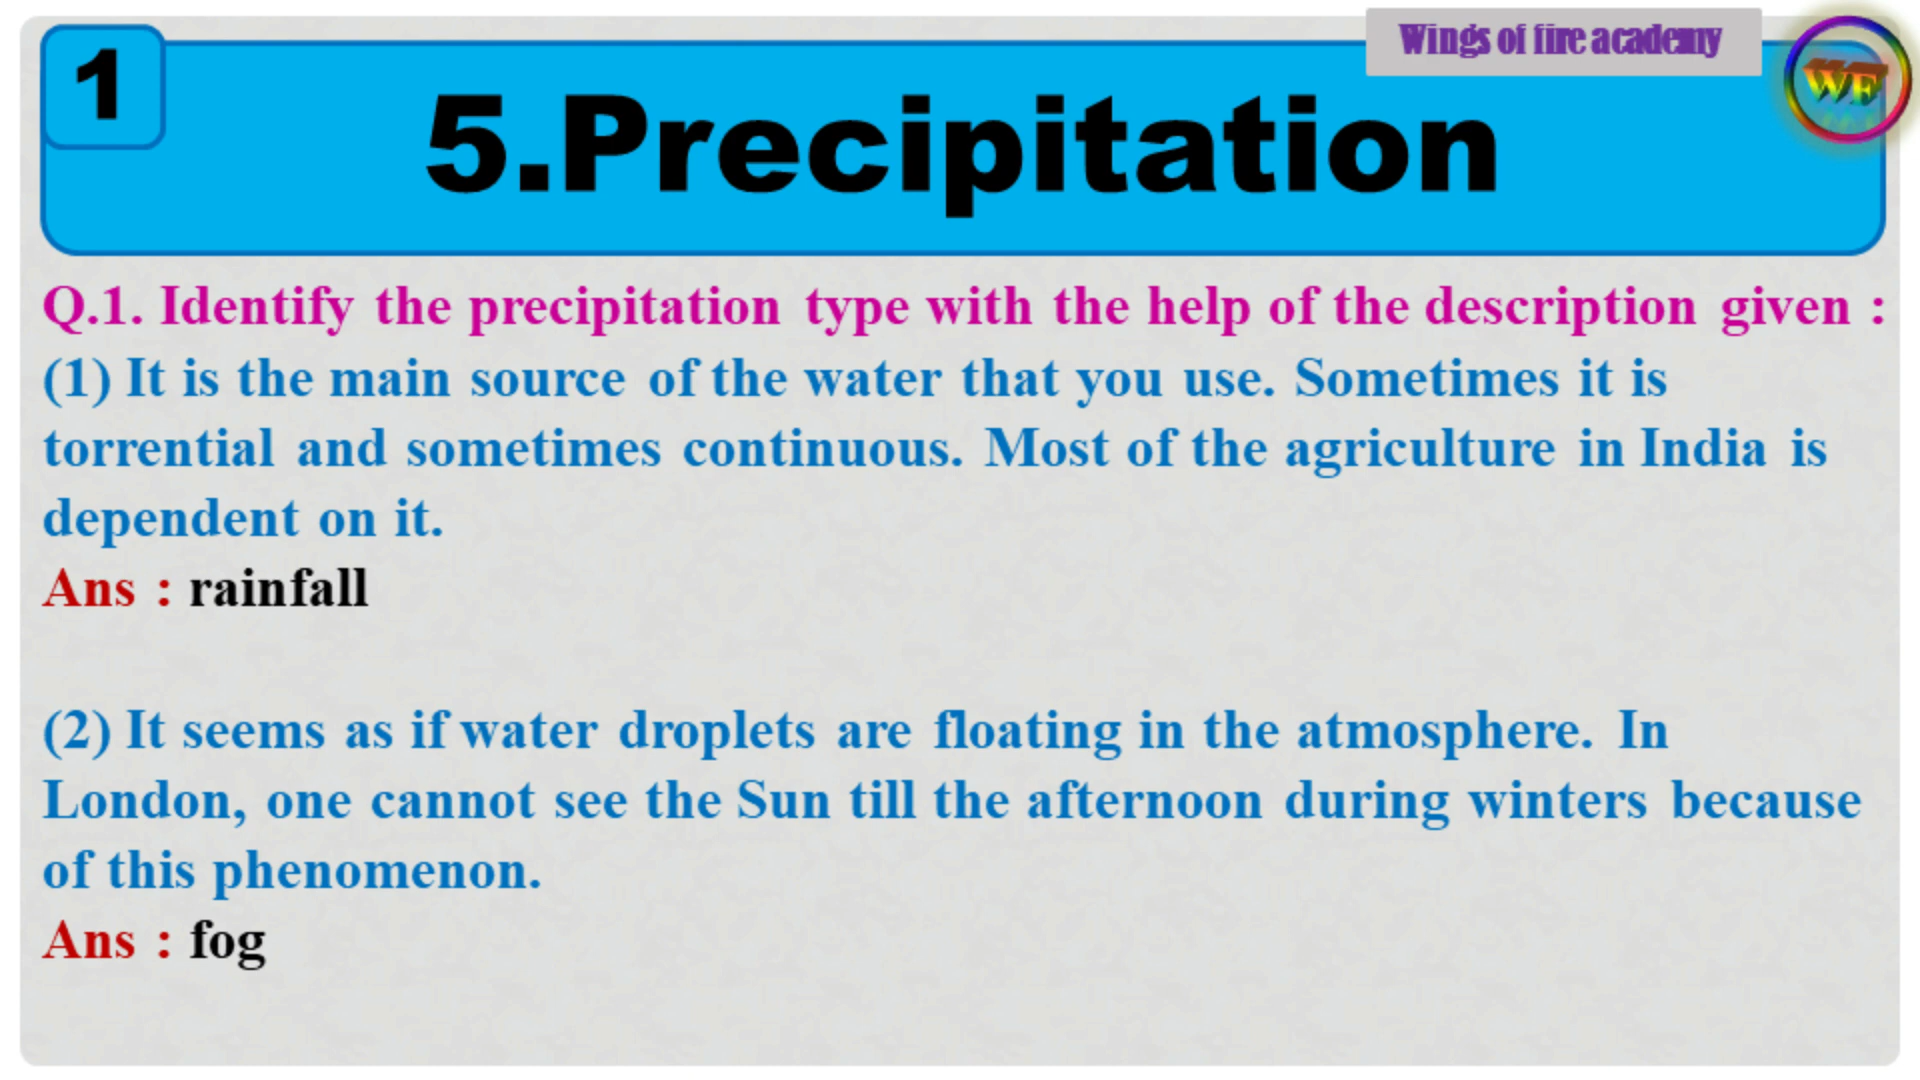 1
Wings of fire academy
WF
5.Precipitation
Q.1. Identify the precipitation type with the help of the description given :
(1) It is the main source of the water that you use. Sometimes it is
torrential and sometimes continuous. Most of the agriculture in India is
dependent on it.
Ans : rainfall
(2) It seems as if water droplets are floating in the atmosphere. In
London, one cannot see the Sun till the afternoon during winters because
of this phenomenon.
Ans : fog